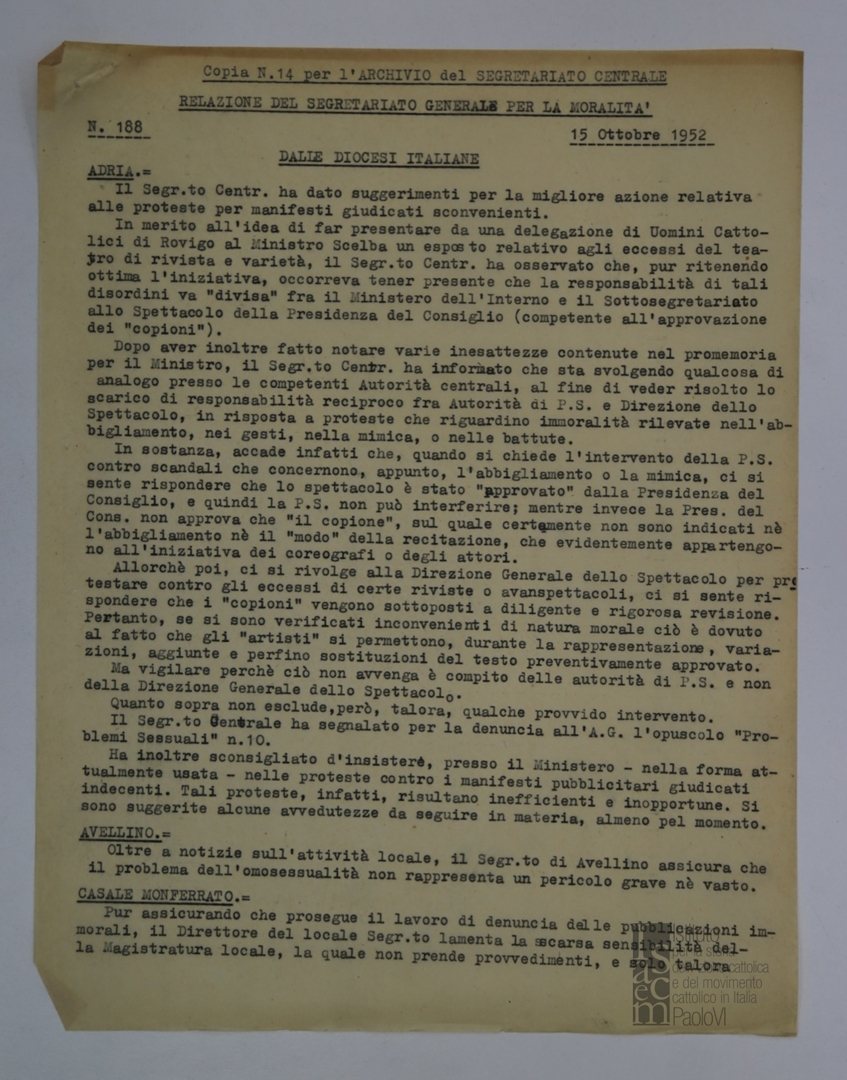 Copia N.14 per l'ARCHIVIO del SEGRETARIATO CENTRALE
RELAZIONE DEL SEGRETARIATO GENERALE PER LA MORALITA'
N. 188
15 Ottobre 1952
DALLE DIOCESI ITALIANE
ADRIA.=
Il Segr.to Centr. ha dato suggerimenti per la migliore azione relativa
alle proteste per manifesti giudicati sconvenienti.
In merito all'idea di far presentare da una delegazione di Uomini Catto-
lici di Rovigo al Ministro Scelba un esposto relativo agli eccessi del tea-
tro di rivista e varietà, il Segr.to Centr. ha osservato che, pur ritenendo
ottima l'iniziativa, occorreva tener presente che la responsabilità di tali
disordini va "divisa" fra il Ministero dell'Interno e il Sottosegretariato
allo Spettacolo della Presidenza del Consiglio (competente all'approvazione
dei "copioni").
Dopo aver inoltre fatto notare varie inesattezze contenute nel promemoria
per il Ministro, il Segr.to Centr. ha informato che sta svolgendo qualcosa di
analogo presso le competenti Autorità centrali, al fine di veder risolto lo
scarico di responsabilità reciproco fra Autorità di P.S. e Direzione dello
Spettacolo, in risposta a proteste che riguardino immoralità rilevate nell'ab-
bigliamento, nei gesti, nella mimica, o nelle battute.
In sostanza, accade infatti che, quando si chiede l'intervento della P.S.
contro scandali che concernono, appunto, l'abbigliamento o la mimica, ci si
sente rispondere che lo spettacolo è stato "approvato" dalla Presidenza del
Consiglio, e quindi la P.S. non può interferire; mentre invece la Pres. del
Cons. non approva che "il copione", sul quale certamente non sono indicati nè
l'abbigliamento nè il "modo" della recitazione, che evidentemente appartengo-
no all'iniziativa dei coreografi o degli attori.
Allorchè poi, ci si rivolge alla Direzione Generale dello Spettacolo per pro
testare contro gli eccessi di certe riviste o avanspettacoli, ci si sente ri-
spondere che i "copioni" vengono sottoposti a diligente e rigorosa revisione.
Pertanto, se si sono verificati inconvenienti di natura morale ciò è dovuto
al fatto che gli "artisti" si permettono, durante la rappresentazione, varia-
zioni, aggiunte e perfino sostituzioni del testo preventivamente approvato.
Ma vigilare perchè ciò non avvenga è compito delle autorità di P.S. e non
della Direzione Generale dello Spettacolo.
Quanto sopra non esclude,però, talora, qualche provvido intervento.
Il Segr.to Centrale ha segnalato per la denuncia all'A.G. l'opuscolo "Pro-
blemi Sessuali" n.10.
Ha inoltre sconsigliato d'insistere, presso il Ministero - nella forma at-
tualmente usata - nelle proteste contro i manifesti pubblicitari giudicati
indecenti. Tali proteste, infatti, risultano inefficienti e inopportune. Si
sono suggerite alcune avvedutezze da seguire in materia, almeno pel momento.
AVELLINO.=
Oltre a notizie sull'attività locale, il Segr.to di Avellino assicura che
il problema dell'omosessualità non rappresenta un pericolo grave nè vasto.
CASALE MONFERRATO.=
Pur assicurando che prosegue il lavoro di denuncia delle pubblicazioni im-
morali, il Direttore del locale Segr.to lamenta la scarsa sensibilità del-
la Magistratura locale, la quale non prende provvedimenti, e solo talora
isacem
Istituto
per la storia
dell'Azione cattolica
e del movimento
cattolico in Italia
PaoloVI